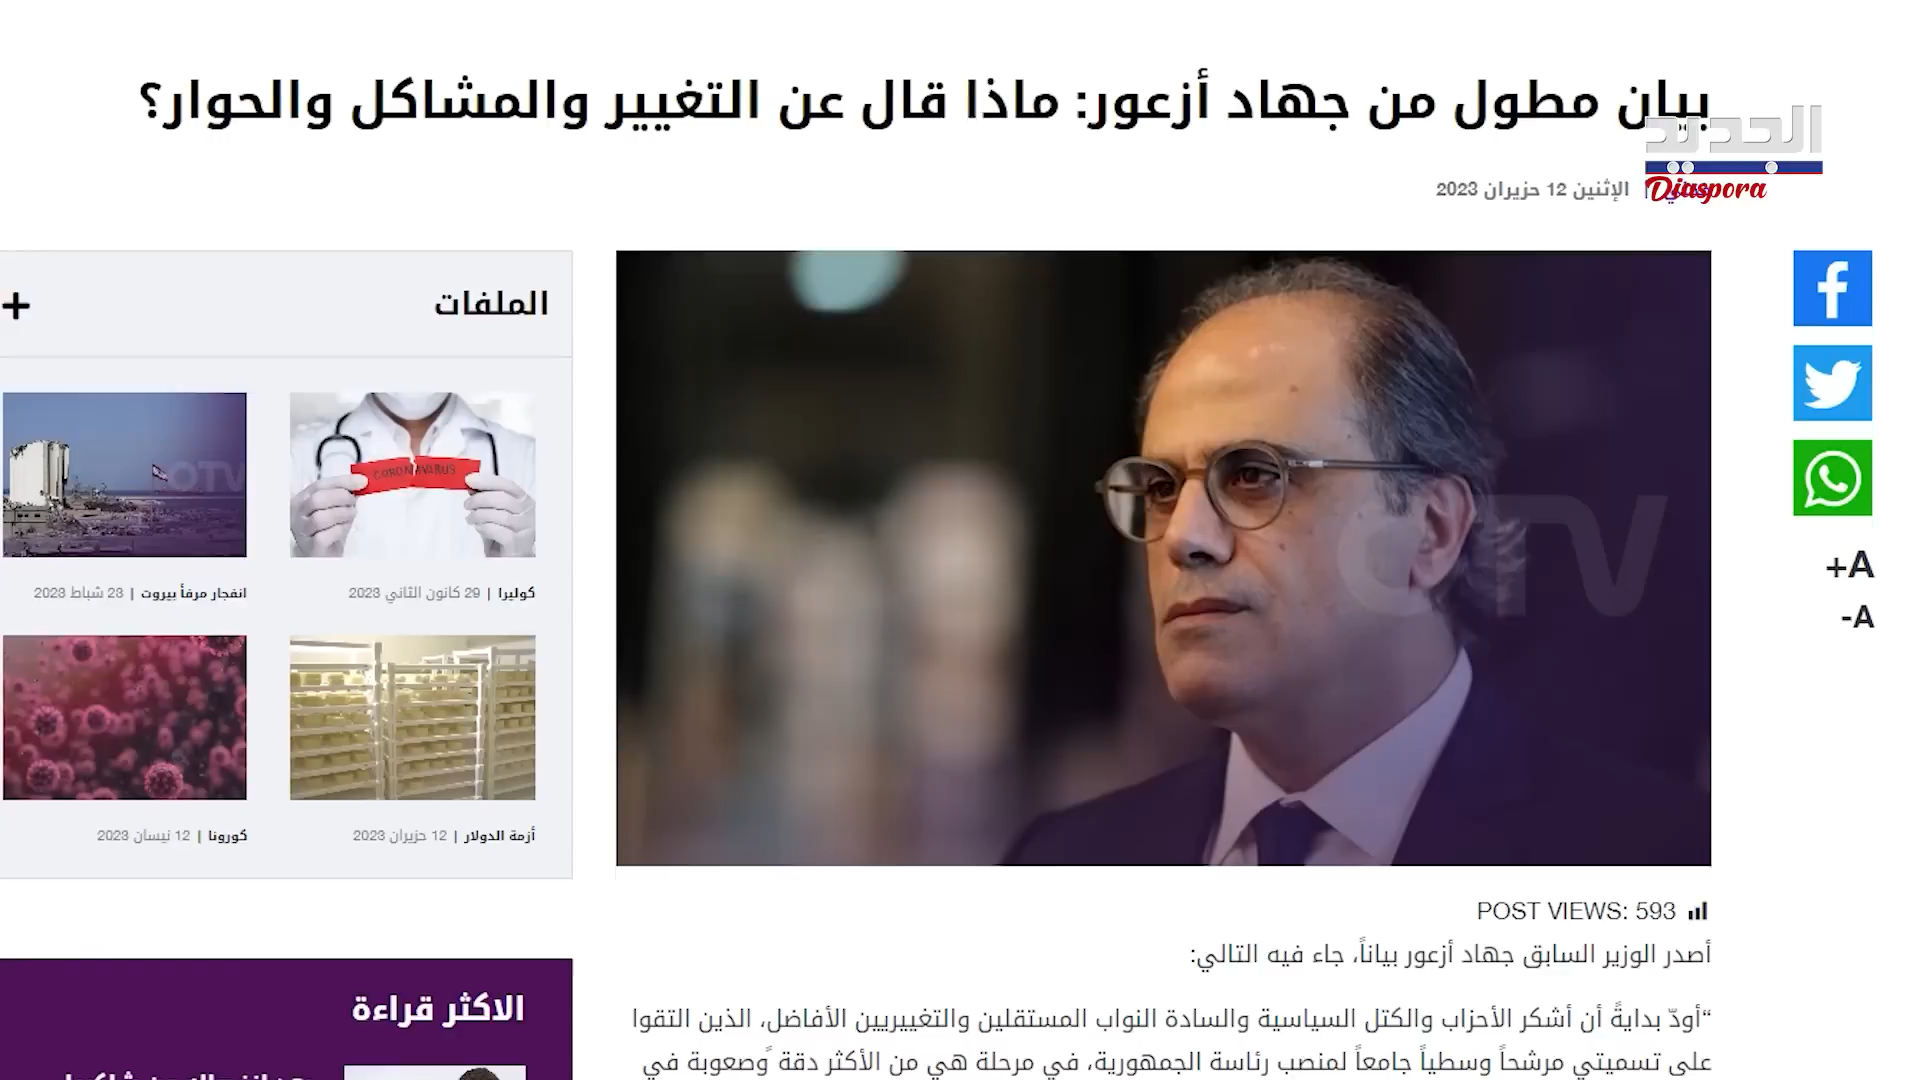 بيان مطول من جهاد أزعور: ماذا قال عن التغيير والمشاكل والحوار؟
الجديد
Diaspora
الإثنين 12 حزيران 2023
الملفات
+
CORONAVIRUS
OTV
كوليرا | 29 كانون الثاني 2023
انفجار مرفأ بيروت | 23 شباط 2023
أزمة الدولار | 12 حزيران 2023
كورونا | 12 نيسان 2023
الاكثر قراءة
OTV
+A
-A
POST VIEWS: 593
أصدر الوزير السابق جهاد أزعور بياناً، جاء فيه التالي:
“أودّ بدايةً أن أشكر الأحزاب والكتل السياسية والسادة النواب المستقلين والتغييريين الأفاضل، الذين التقوا
على تسميتي مرشحاً وسطياً جامعاً لمنصب رئاسة الجمهورية، في مرحلة هي من الأكثر دقة ًوصعوبة في